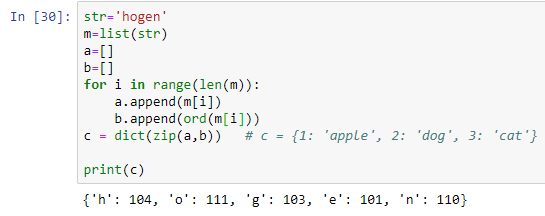 In [30]: str='hogen'
m=list(str)
a=[]
b=[]
for i in range(len(m)):
    a.append(m[i])
    b.append(ord(m[i]))
c = dict(zip(a,b))   # c = {1: 'apple', 2: 'dog', 3: 'cat'}

print(c)
{'h': 104, 'o': 111, 'g': 103, 'e': 101, 'n': 110}